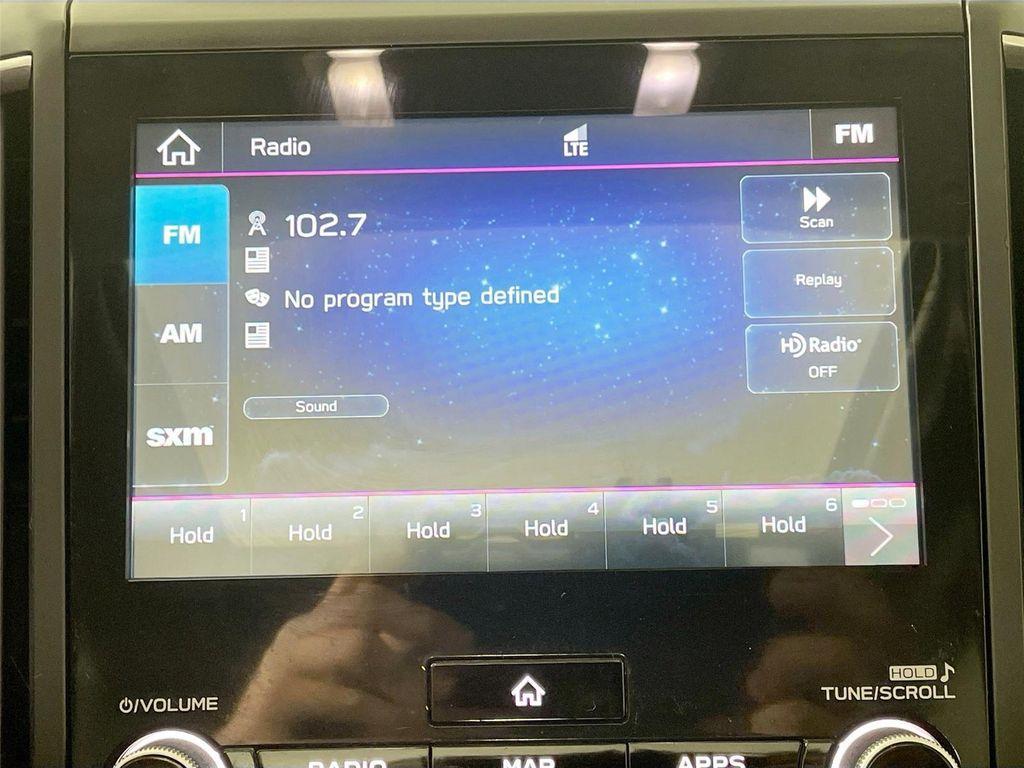 Radio
LTE
FM
FM
AM
sxm
102.7
No program type defined
Sound
Scan
Replay
HD Radio
OFF
1
Hold
2
Hold
3
Hold
4
Hold
5
Hold
6
Hold
/VOLUME
HOLD
TUNE/SCROLL
RADIO
MAP
APPS